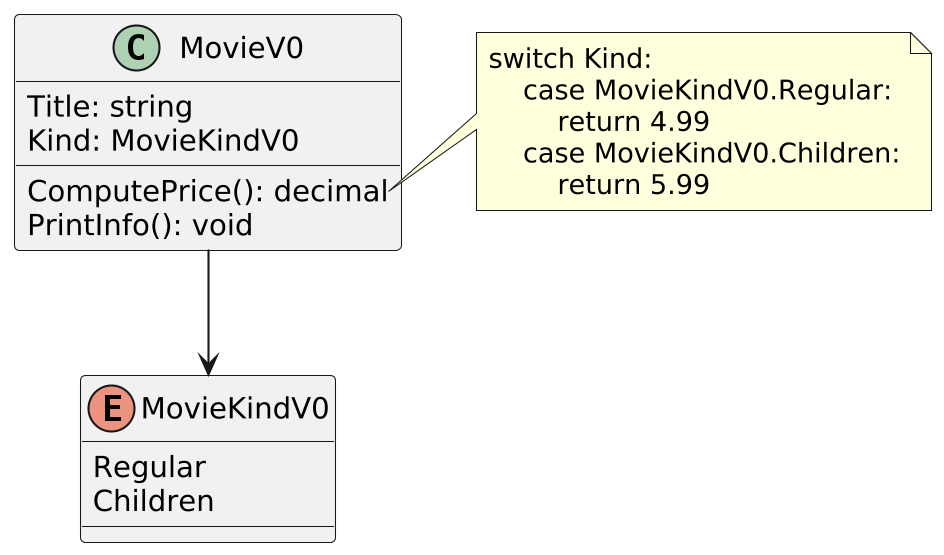 C MovieV0
Title: string
Kind: MovieKindV0
ComputePrice(): decimal
PrintInfo(): void
switch Kind:
case MovieKindV0.Regular:
return 4.99
case MovieKindV0.Children:
return 5.99
E MovieKindV0
Regular
Children